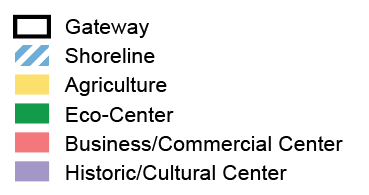 Gateway
Shoreline
Agriculture
Eco-Center
Business/Commercial Center
Historic/Cultural Center